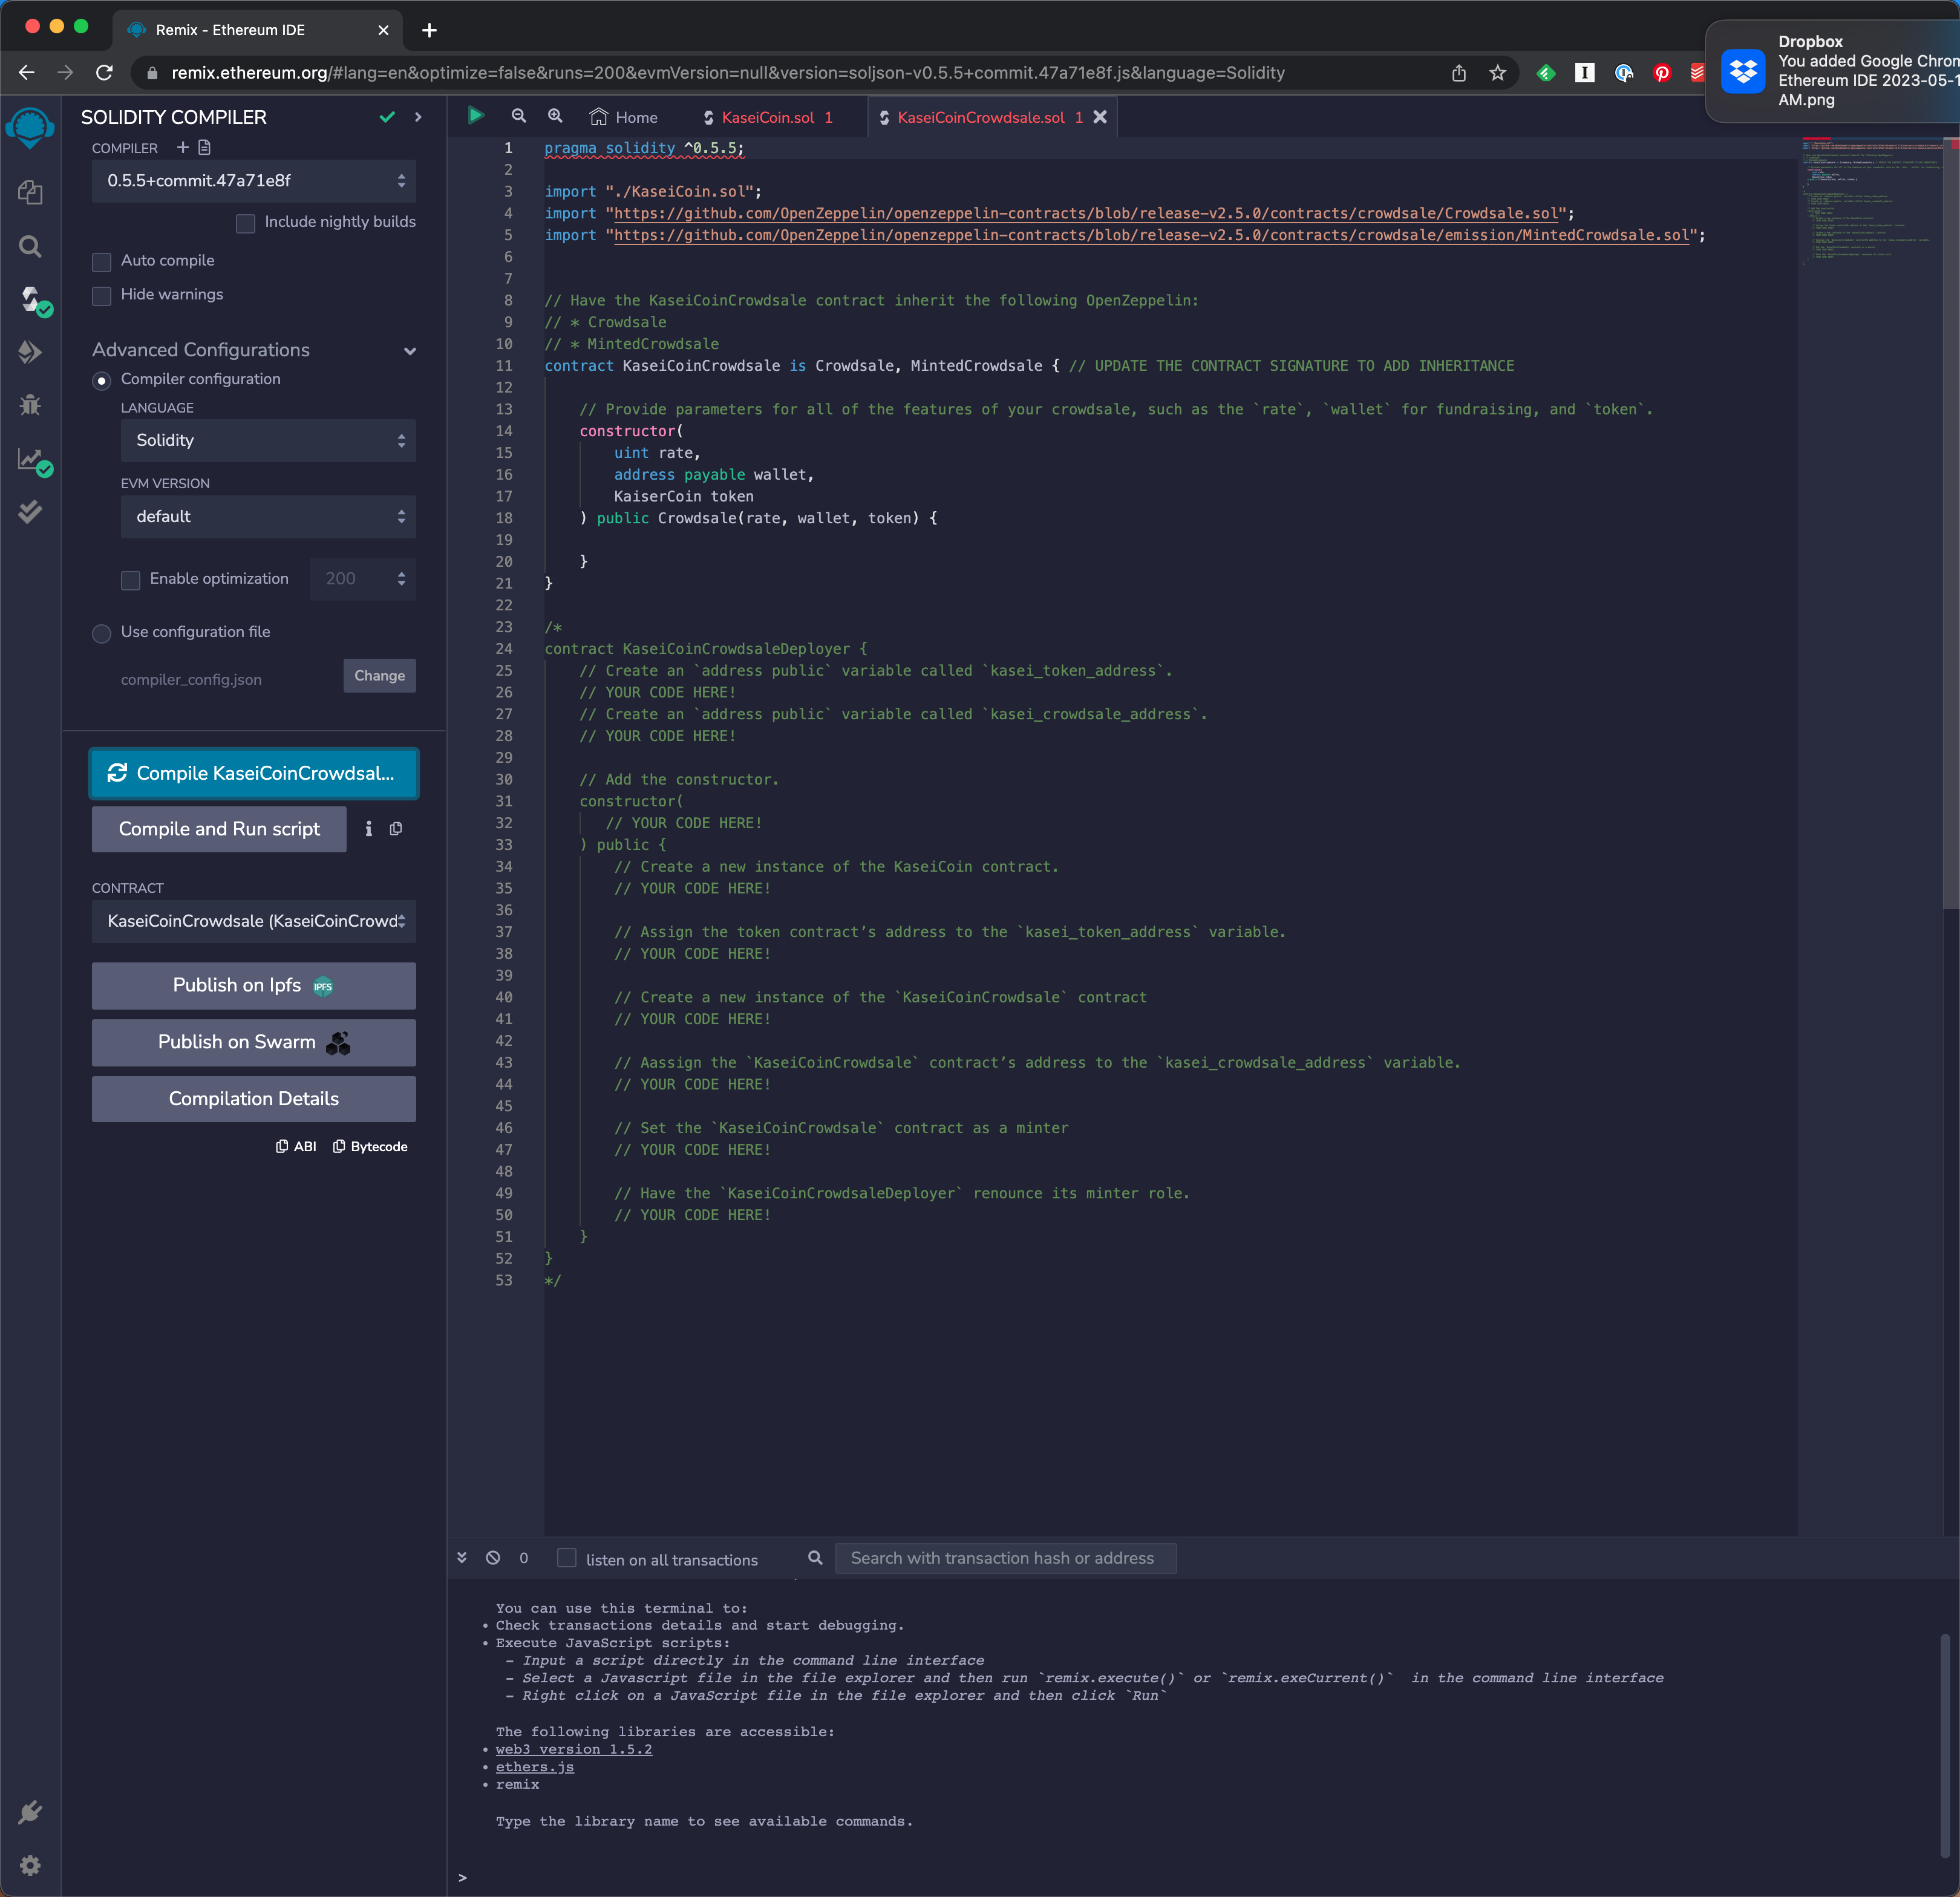 Remix - Ethereum IDE
remix.ethereum.org/#lang=en&optimize=false&runs=200&evmVersion=null&version=soljson-v0.5.5+commit.47a71e8f.js&language=Solidity
Dropbox
You added Google Chron
Ethereum IDE 2023-05-1
AM.png
SOLIDITY COMPILER
COMPILER
0.5.5+commit.47a71e8f
Include nightly builds
Auto compile
Hide warnings
Advanced Configurations
Compiler configuration
LANGUAGE
Solidity
EVM VERSION
default
Enable optimization 200
Use configuration file
compiler_config.json Change
Compile KaseiCoinCrowdsal...
Compile and Run script
CONTRACT
KaseiCoinCrowdsale (KaseiCoinCrowd
Publish on Ipfs IPFS
Publish on Swarm
Compilation Details
ABI Bytecode
Home KaseiCoin.sol 1 KaseiCoinCrowdsale.sol 1
1 pragma solidity ^0.5.5;
2
3 import "./KaseiCoin.sol";
4 import "https://github.com/OpenZeppelin/openzeppelin-contracts/blob/release-v2.5.0/contracts/crowdsale/Crowdsale.sol";
5 import "https://github.com/OpenZeppelin/openzeppelin-contracts/blob/release-v2.5.0/contracts/crowdsale/emission/MintedCrowdsale.sol";
6
7
8 // Have the KaseiCoinCrowdsale contract inherit the following OpenZeppelin:
9 // * Crowdsale
10 // * MintedCrowdsale
11 contract KaseiCoinCrowdsale is Crowdsale, MintedCrowdsale { // UPDATE THE CONTRACT SIGNATURE TO ADD INHERITANCE
12
13 // Provide parameters for all of the features of your crowdsale, such as the `rate`, `wallet` for fundraising, and `token`.
14 constructor(
15 uint rate,
16 address payable wallet,
17 KaiserCoin token
18 ) public Crowdsale(rate, wallet, token) {
19
20 }
21 }
22
23 /*
24 contract KaseiCoinCrowdsaleDeployer {
25 // Create an `address public` variable called `kasei_token_address`.
26 // YOUR CODE HERE!
27 // Create an `address public` variable called `kasei_crowdsale_address`.
28 // YOUR CODE HERE!
29
30 // Add the constructor.
31 constructor(
32 // YOUR CODE HERE!
33 ) public {
34 // Create a new instance of the KaseiCoin contract.
35 // YOUR CODE HERE!
36
37 // Assign the token contract’s address to the `kasei_token_address` variable.
38 // YOUR CODE HERE!
39
40 // Create a new instance of the `KaseiCoinCrowdsale` contract
41 // YOUR CODE HERE!
42
43 // Aassign the `KaseiCoinCrowdsale` contract’s address to the `kasei_crowdsale_address` variable.
44 // YOUR CODE HERE!
45
46 // Set the `KaseiCoinCrowdsale` contract as a minter
47 // YOUR CODE HERE!
48
49 // Have the `KaseiCoinCrowdsaleDeployer` renounce its minter role.
50 // YOUR CODE HERE!
51 }
52 }
53 */
0 listen on all transactions Search with transaction hash or address
You can use this terminal to:
• Check transactions details and start debugging.
• Execute JavaScript scripts:
- Input a script directly in the command line interface
- Select a Javascript file in the file explorer and then run `remix.execute()` or `remix.exeCurrent()` in the command line interface
- Right click on a JavaScript file in the file explorer and then click `Run`
The following libraries are accessible:
• web3 version 1.5.2
• ethers.js
• remix
Type the library name to see available commands.
>